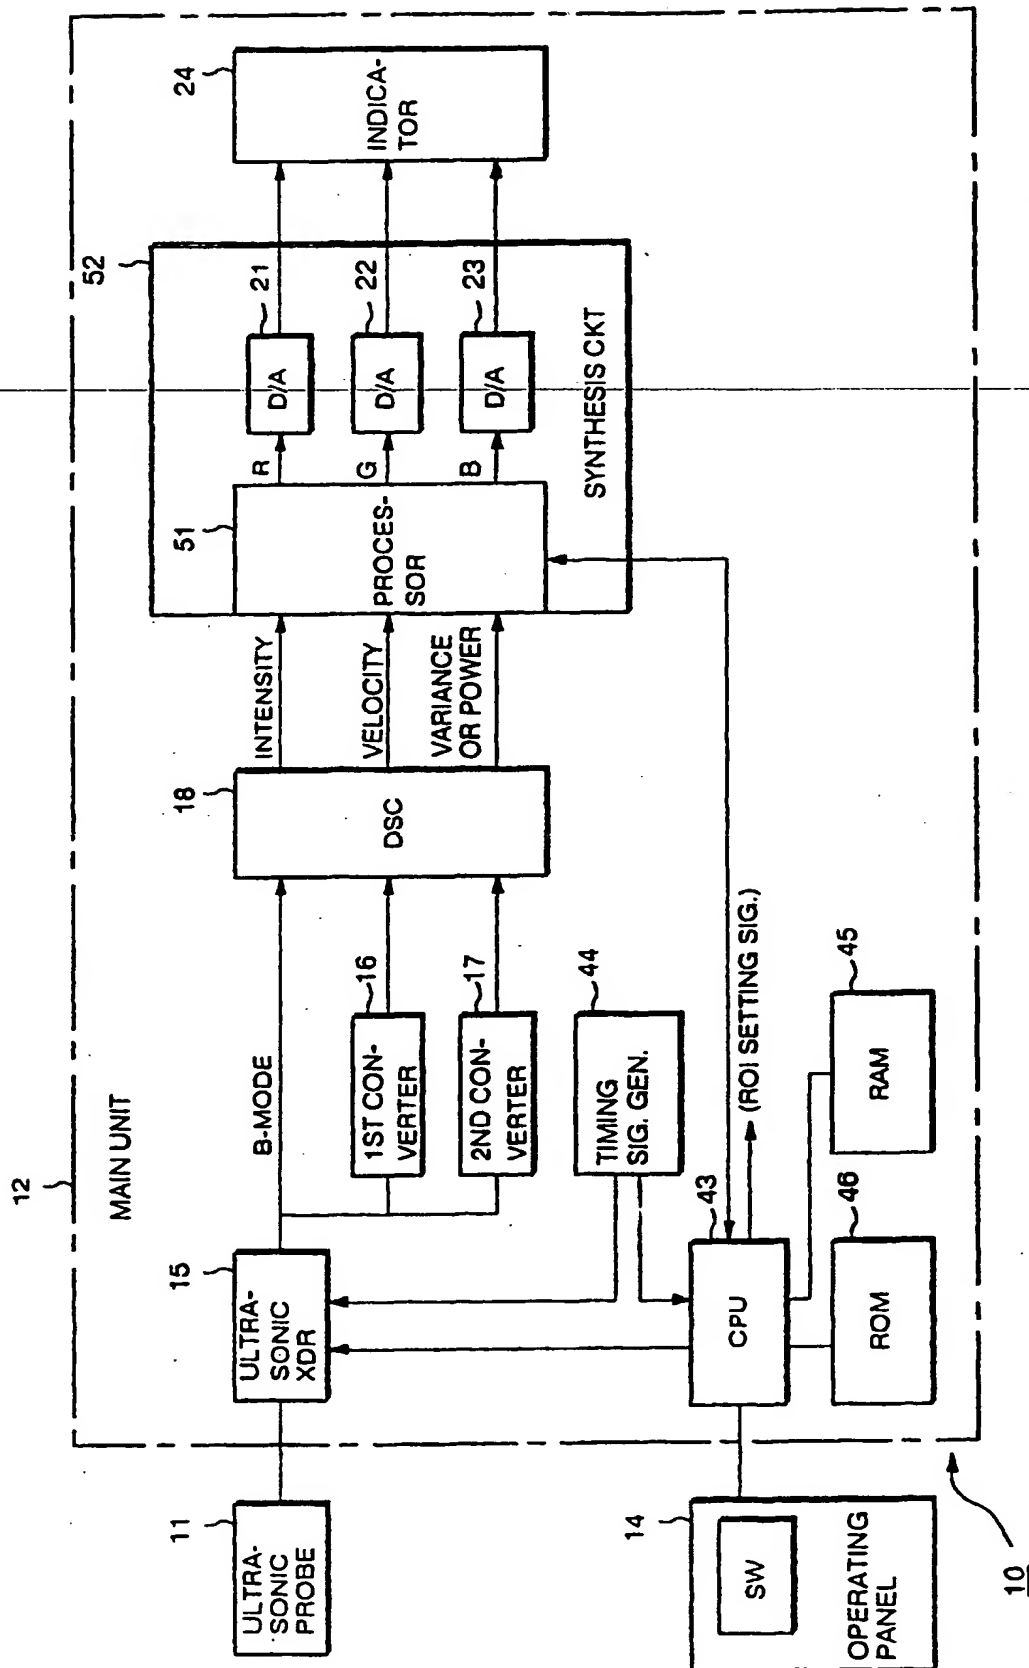 10
11
ULTRA-
SONIC
PROBE
14
SW
OPERATING
PANEL
12
MAIN UNIT
15
ULTRA-
SONIC
XDR
B-MODE
16
1ST CON-
VERTER
17
2ND CON-
VERTER
44
TIMING
SIG. GEN.
43
CPU
(ROI SETTING SIG.)
46
ROM
45
RAM
18
DSC
INTENSITY
VELOCITY
VARIANCE
OR POWER
52
51
PROCES-
SOR
R
G
B
21
D/A
22
D/A
23
D/A
SYNTHESIS CKT
24
INDICA-
TOR